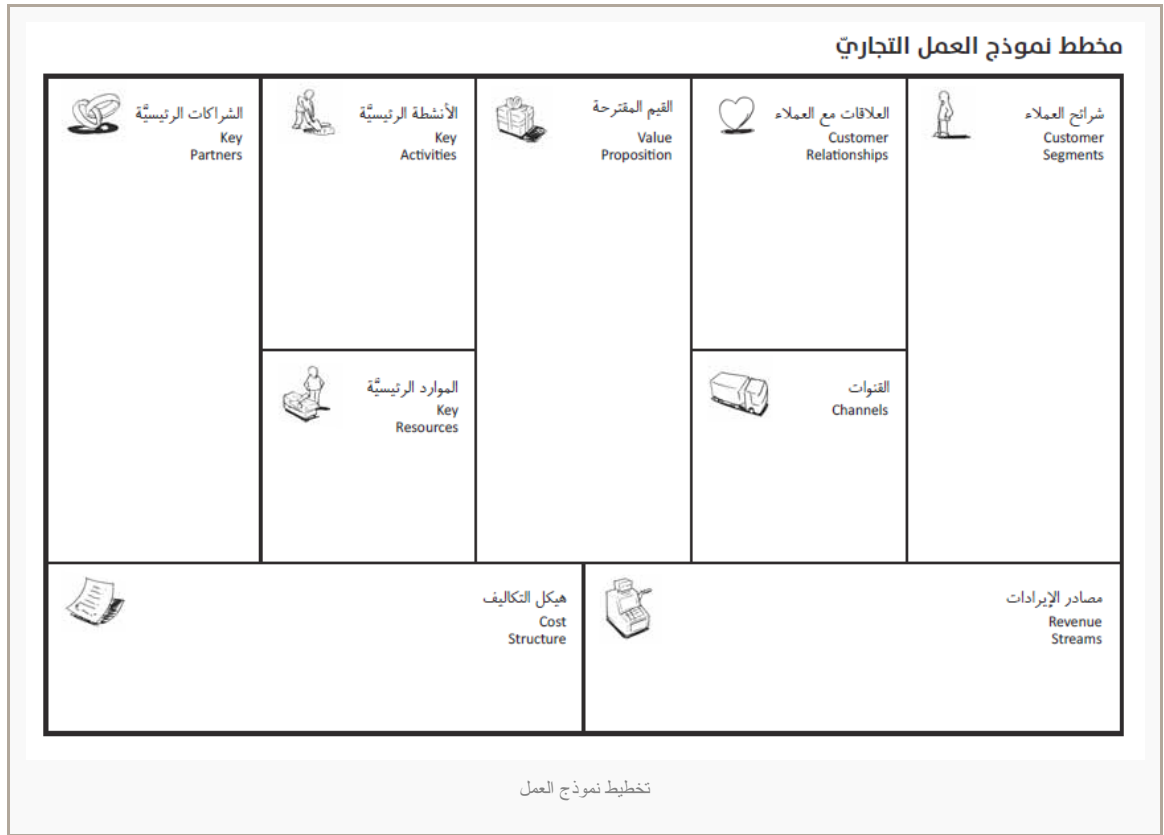 مخطط نموذج العمل التجاريّ
شرائح العملاء
Customer
Segments
العلاقات مع العملاء
Customer
Relationships
القيم المقترحة
Value
Proposition
الأنشطة الرئيسيَّة
Key
Activities
الشراكات الرئيسيَّة
Key
Partners
القنوات
Channels
الموارد الرئيسيَّة
Key
Resources
مصادر الإيرادات
Revenue
Streams
هيكل التكاليف
Cost
Structure
تخطيط نموذج العمل